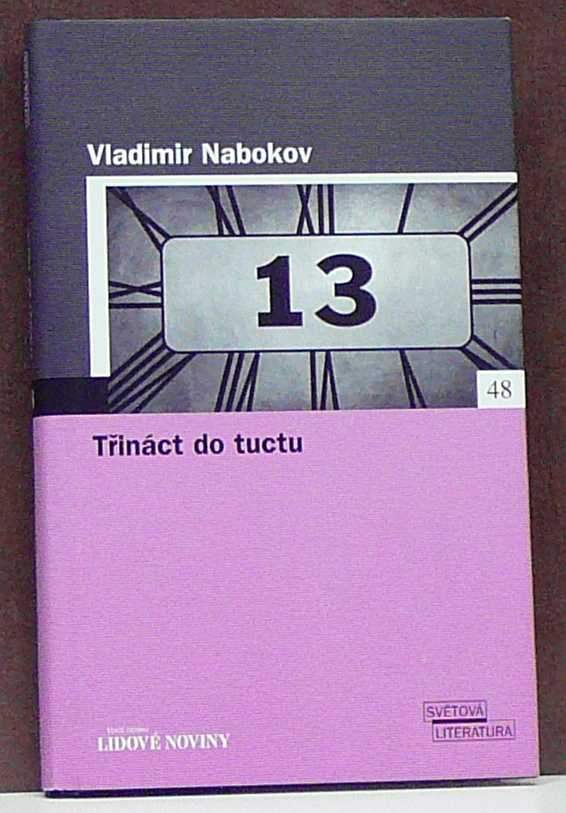 Vladimir Nabokov
13
48
Třináct do tuctu
LIDOVÉ NOVINY
SVĚTOVÁ
LITERATURA